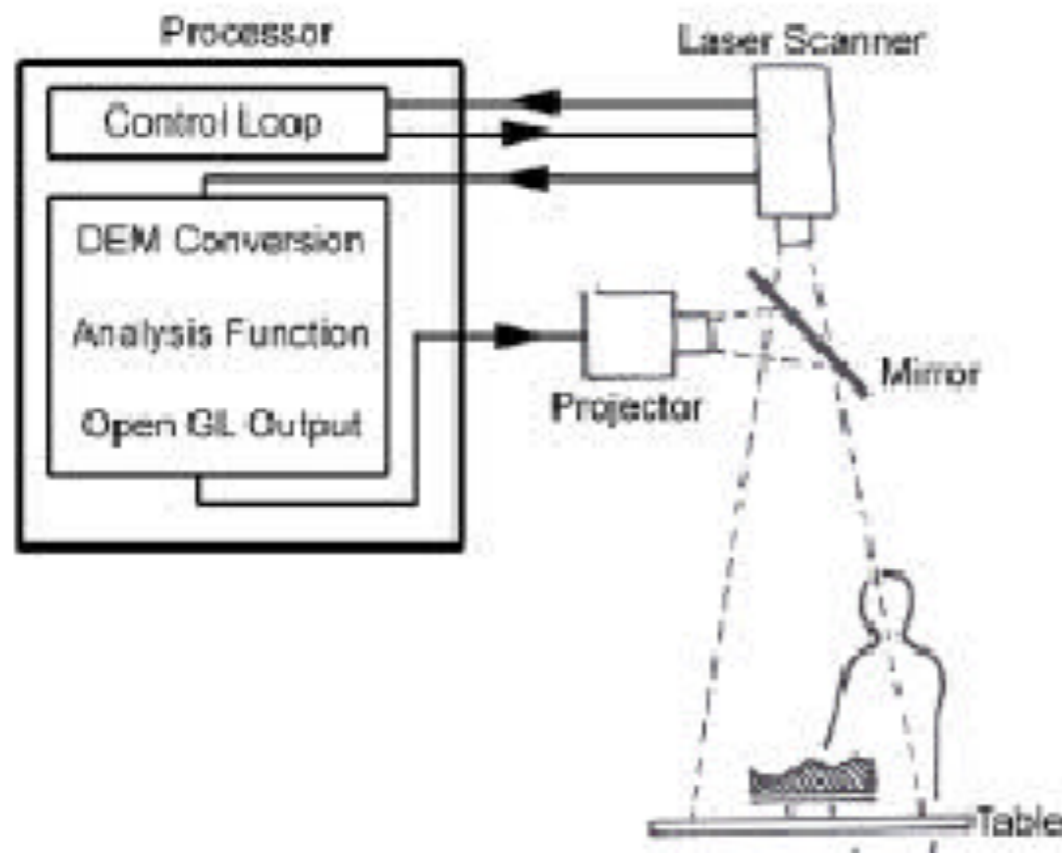 Processor
Laser Scanner
Control Loop
DEM Conversion
Analysis Function
Open GL Output
Projector
Mirror
Table